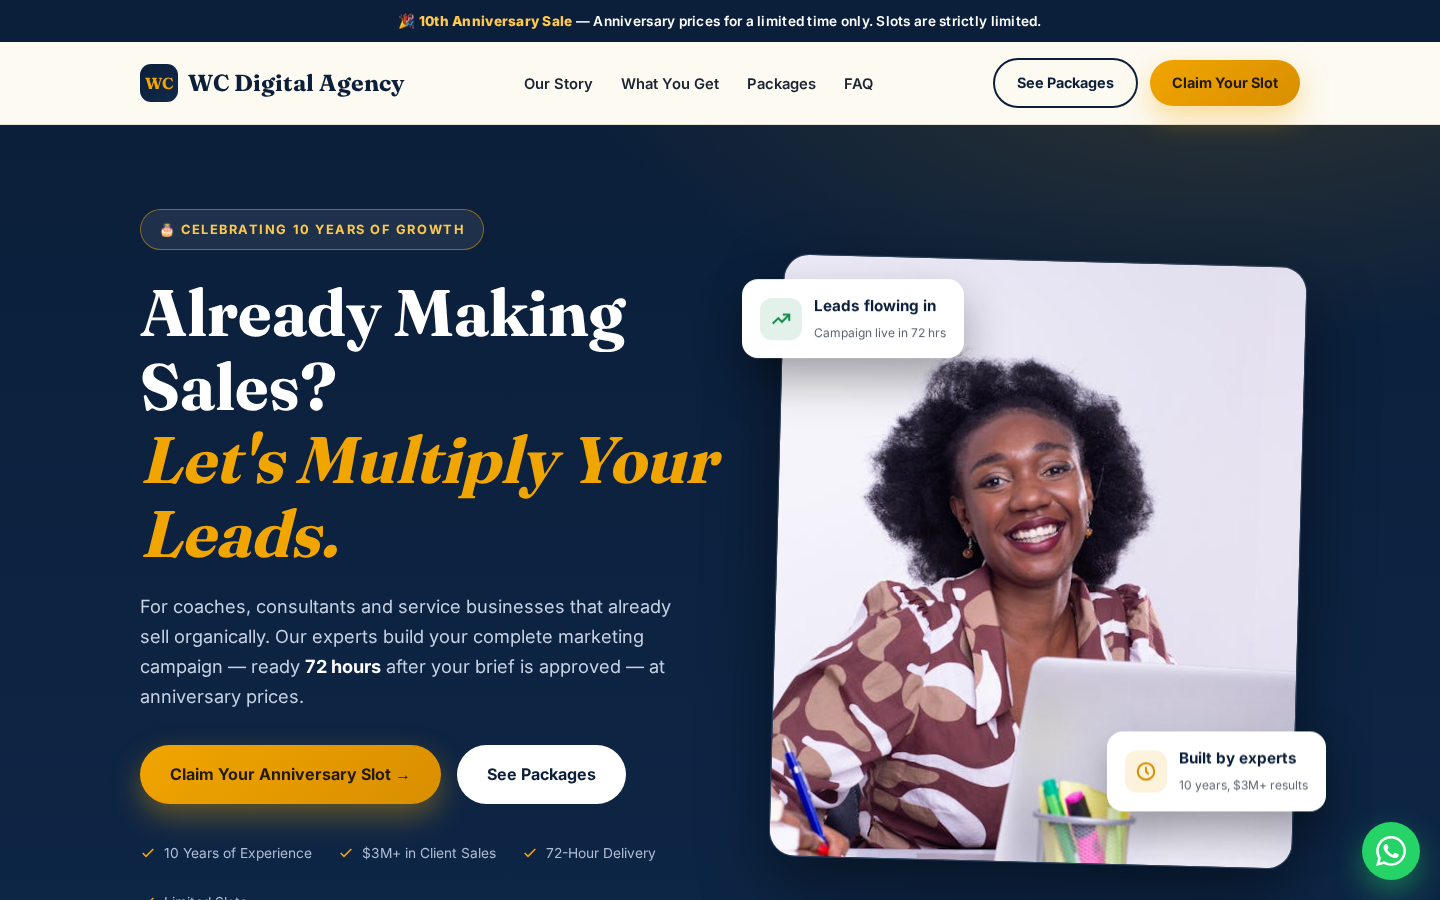 🎉 10th Anniversary Sale — Anniversary prices for a limited time only. Slots are strictly limited.
WC WC Digital Agency
Our Story What You Get Packages FAQ
See Packages Claim Your Slot
🎂 CELEBRATING 10 YEARS OF GROWTH
Already Making
Sales?
Let's Multiply Your
Leads.
For coaches, consultants and service businesses that already
sell organically. Our experts build your complete marketing
campaign — ready 72 hours after your brief is approved — at
anniversary prices.
Claim Your Anniversary Slot →
See Packages
10 Years of Experience
$3M+ in Client Sales
72-Hour Delivery
Limited Slots
Leads flowing in
Campaign live in 72 hrs
Built by experts
10 years, $3M+ results